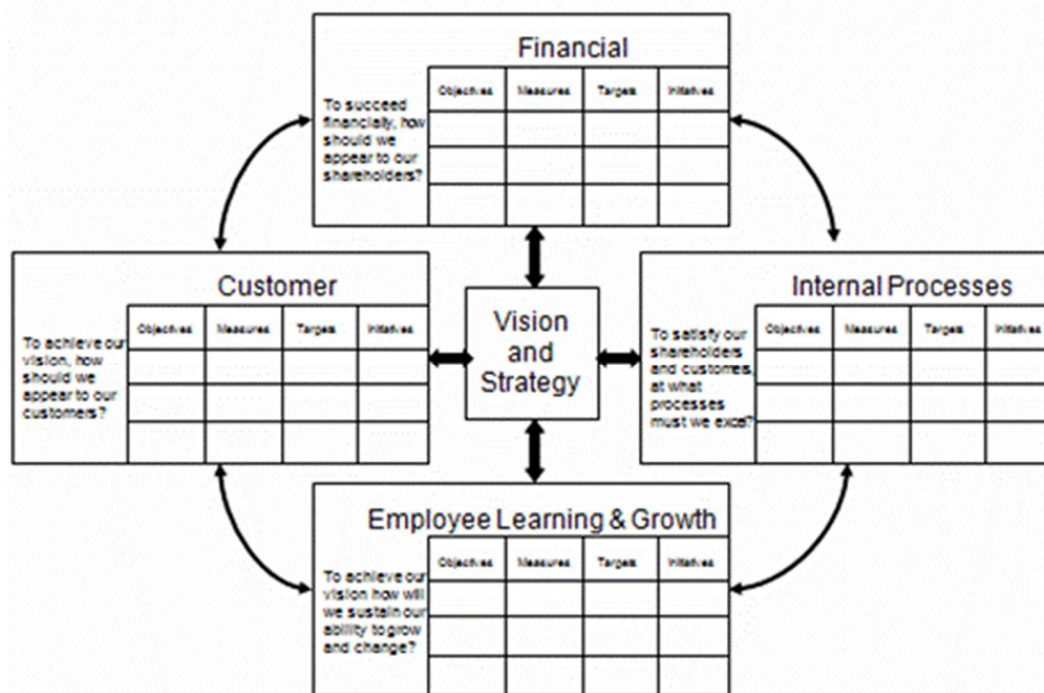 Financial
To succeed
financially, how
should we
appear to our
shareholders?
Objectives Measures Targets Initiatives
Customer
To achieve our
vision, how
should we
appear to our
customers?
Objectives Measures Targets Initiatives
Vision
and
Strategy
Internal Processes
To satisfy our
shareholders
and customers,
at what
processes
must we excel?
Objectives Measures Targets Initiatives
Employee Learning & Growth
To achieve our
vision how will
we sustain our
ability to grow
and change?
Objectives Measures Targets Initiatives